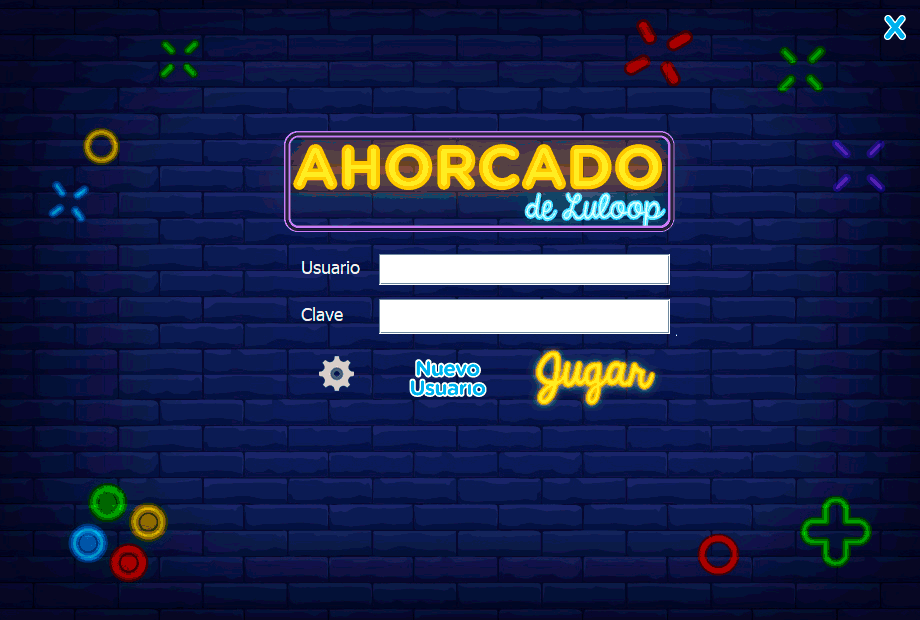 X
AHORCADO
de Luloop
Usuario
Clave
Nuevo
Usuario
Jugar